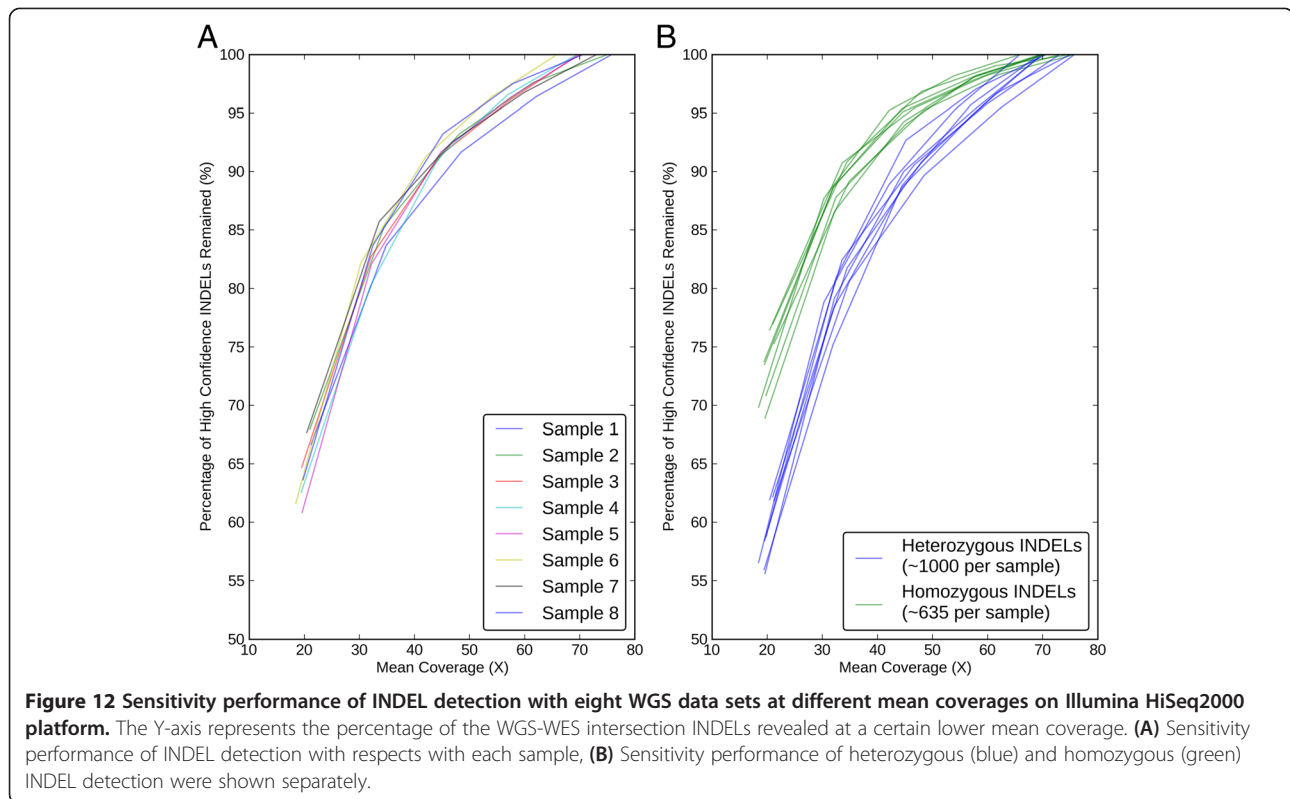 A
B
Percentage of High Confidence INDELs Remained (%)
100
95
90
85
80
75
70
65
60
55
50
10 20 30 40 50 60 70 80
Mean Coverage (X)
Sample 1
Sample 2
Sample 3
Sample 4
Sample 5
Sample 6
Sample 7
Sample 8
Percentage of High Confidence INDELs Remained (%)
100
95
90
85
80
75
70
65
60
55
50
10 20 30 40 50 60 70 80
Mean Coverage (X)
Heterozygous INDELs
(~1000 per sample)
Homozygous INDELs
(~635 per sample)
Figure 12 Sensitivity performance of INDEL detection with eight WGS data sets at different mean coverages on Illumina HiSeq2000
platform. The Y-axis represents the percentage of the WGS-WES intersection INDELs revealed at a certain lower mean coverage. (A) Sensitivity
performance of INDEL detection with respects with each sample, (B) Sensitivity performance of heterozygous (blue) and homozygous (green)
INDEL detection were shown separately.